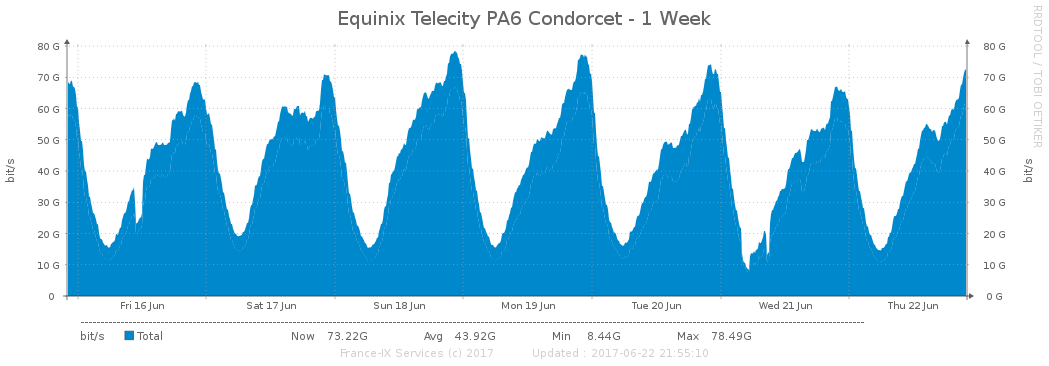 Equinix Telecity PA6 Condorcet - 1 Week
RRDTOOL / TOBI OETIKER
bit/s
80 G
70 G
60 G
50 G
40 G
30 G
20 G
10 G
0
80 G
70 G
60 G
50 G
40 G
30 G
20 G
10 G
0 G
bit/s
Fri 16 Jun Sat 17 Jun Sun 18 Jun Mon 19 Jun Tue 20 Jun Wed 21 Jun Thu 22 Jun
bit/s Total Now 73.22G Avg 43.92G Min 8.44G Max 78.49G
France-IX Services (c) 2017 Updated : 2017-06-22 21:55:10